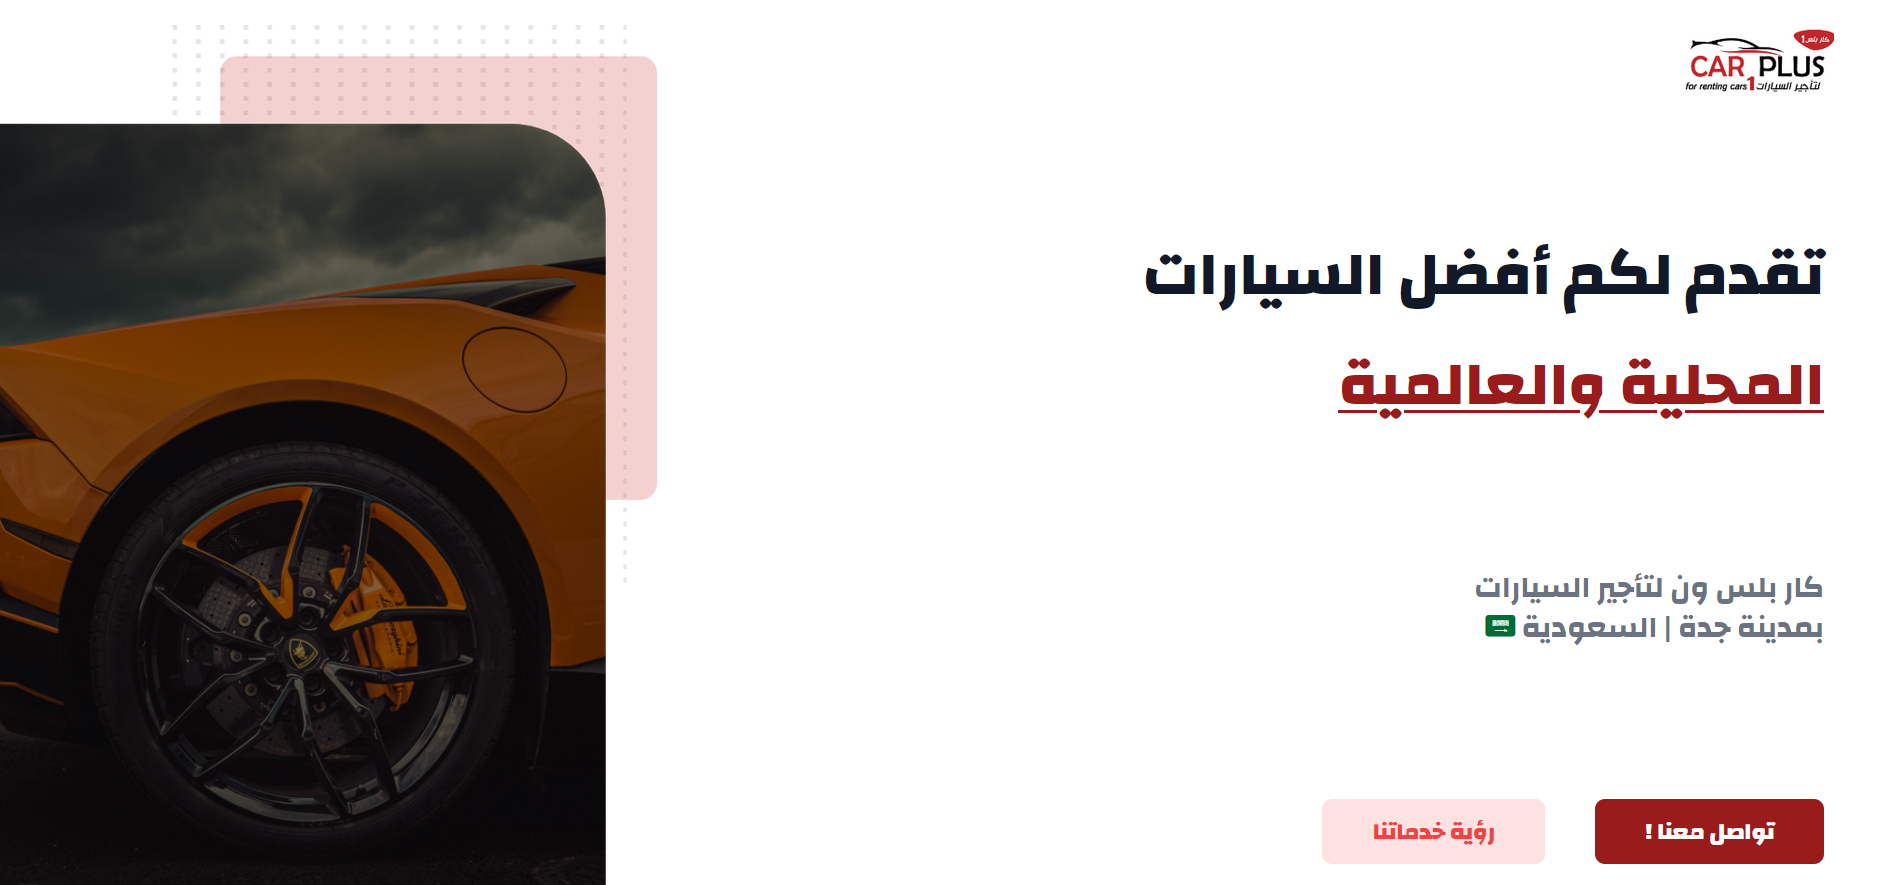 كار بلس 1
CAR PLUS
for renting cars 1 لتأجير السيارات
تقدم لكم أفضل السيارات
المحلية والعالمية
كار بلس ون لتأجير السيارات
بمدينة جدة | السعودية 🇸🇦
تواصل معنا !
رؤية خدماتنا